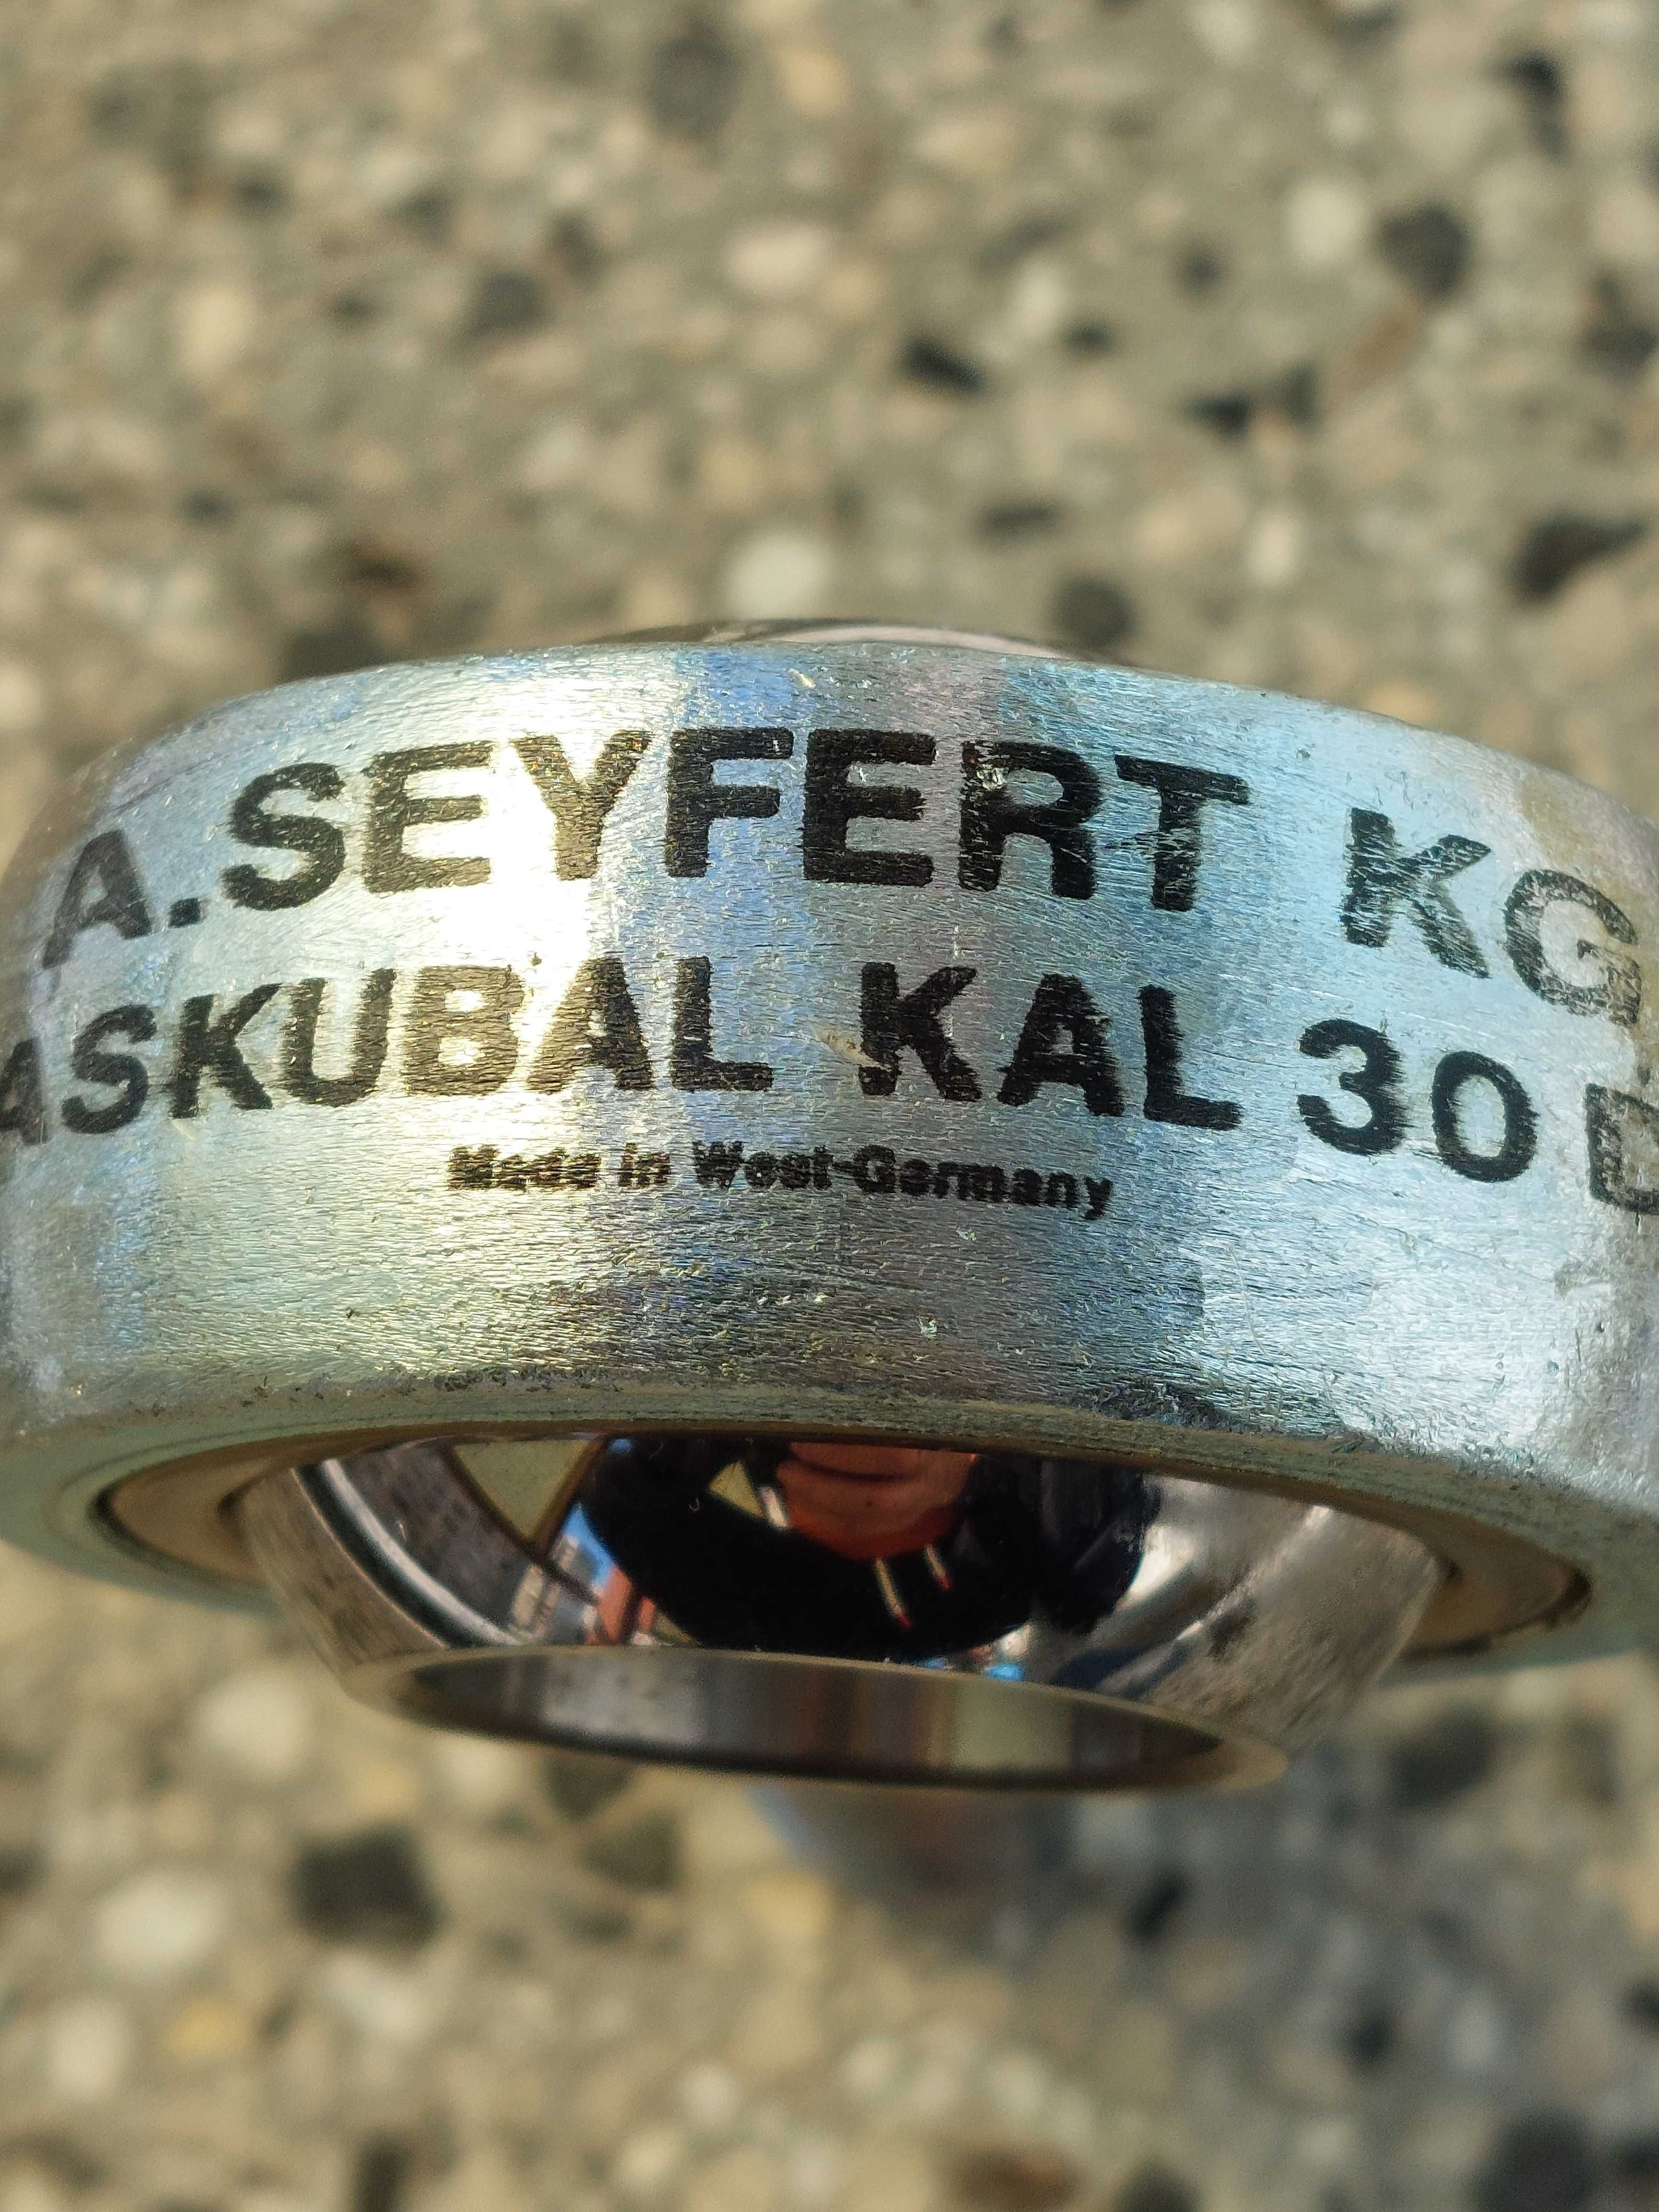 A.SEYFERT KG
ASKUBAL KAL 30 D
Made in West-Germany